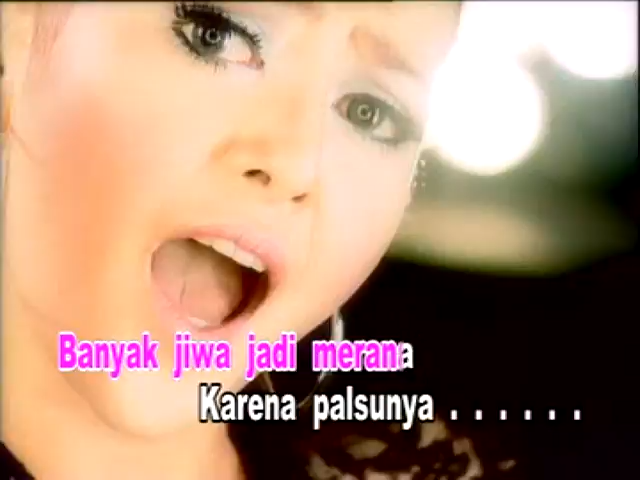 Banyak jiwa jadi merana
Karena palsunya . . . . . .